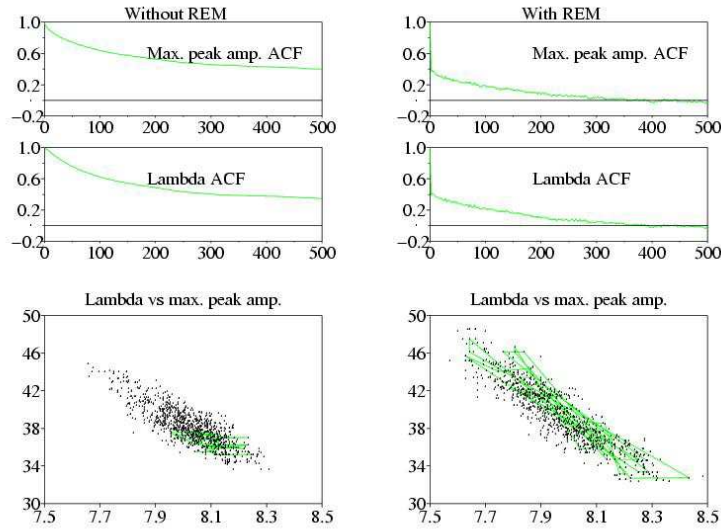 Without REM
1.0
0.6
0.2
−0.2
Max. peak amp. ACF
0 100 200 300 400 500
1.0
0.6
0.2
−0.2
Lambda ACF
0 100 200 300 400 500
Lambda vs max. peak amp.
50
46
42
38
34
30
7.5 7.7 7.9 8.1 8.3 8.5
With REM
1.0
0.6
0.2
−0.2
Max. peak amp. ACF
0 100 200 300 400 500
1.0
0.6
0.2
−0.2
Lambda ACF
0 100 200 300 400 500
Lambda vs max. peak amp.
50
46
42
38
34
30
7.5 7.7 7.9 8.1 8.3 8.5